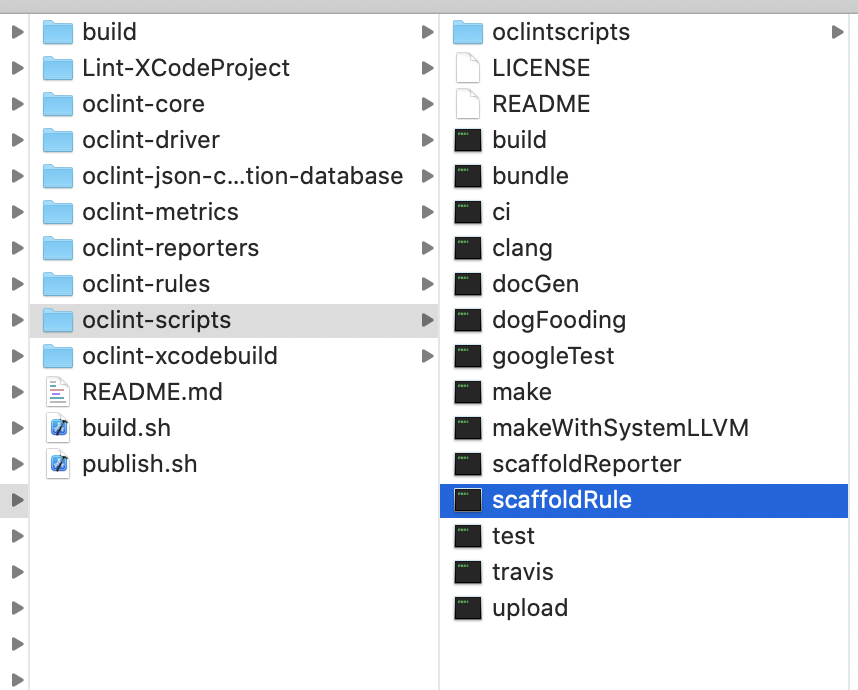 build
Lint-XCodeProject
oclint-core
oclint-driver
oclint-json-c...tion-database
oclint-metrics
oclint-reporters
oclint-rules
oclint-scripts
oclint-xcodebuild
README.md
build.sh
publish.sh
oclintscripts
LICENSE
README
build
bundle
ci
clang
docGen
dogFooding
googleTest
make
makeWithSystemLLVM
scaffoldReporter
scaffoldRule
test
travis
upload